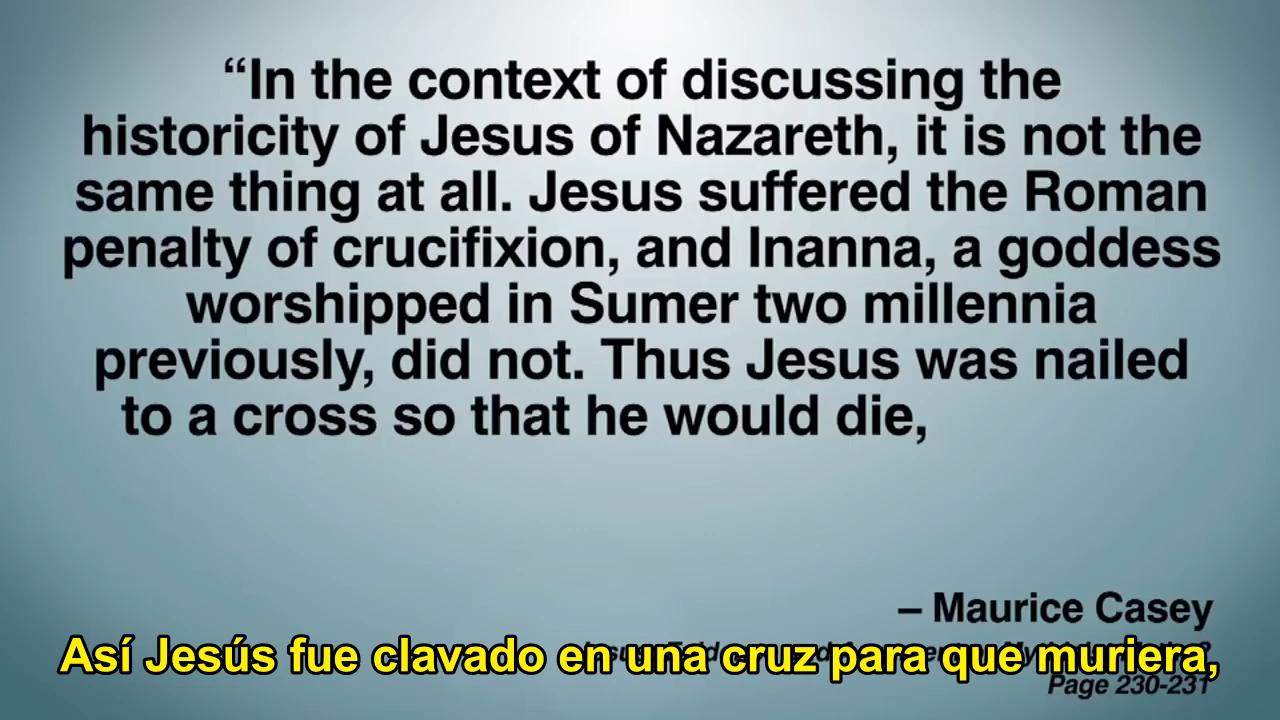 “In the context of discussing the
historicity of Jesus of Nazareth, it is not the
same thing at all. Jesus suffered the Roman
penalty of crucifixion, and Inanna, a goddess
worshipped in Sumer two millennia
previously, did not. Thus Jesus was nailed
to a cross so that he would die,
– Maurice Casey
Así Jesús fue clavado en una cruz para que muriera,
Page 230-231